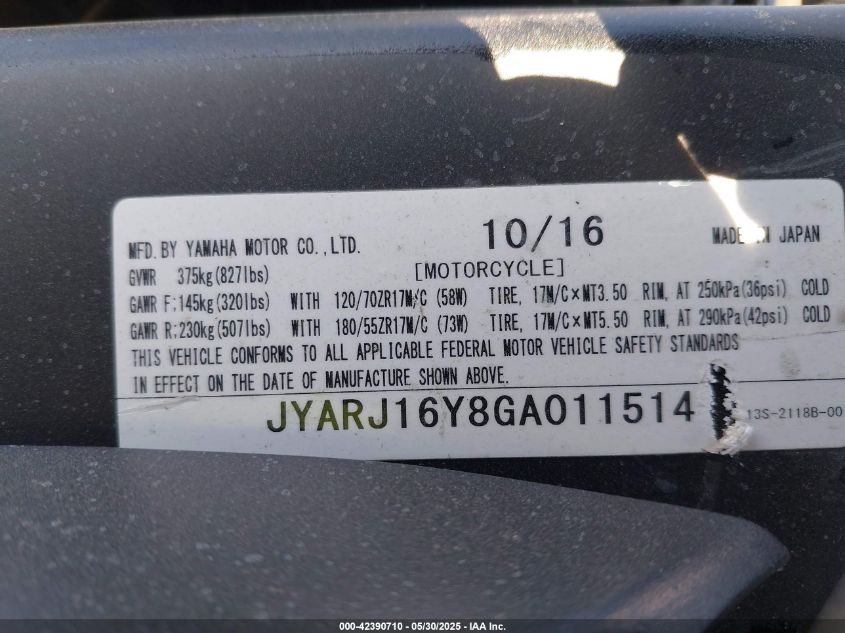 10/16
MFD. BY YAMAHA MOTOR CO., LTD. MADE IN JAPAN
GVWR 375kg(827lbs) [MOTORCYCLE]
GAWR F:145kg(320lbs) WITH 120/70ZR17M/C (58W) TIRE, 17M/C×MT3.50 RIM, AT 250kPa(36psi) COLD
GAWR R:230kg(507lbs) WITH 180/55ZR17M/C (73W) TIRE, 17M/C×MT5.50 RIM, AT 290kPa(42psi) COLD
THIS VEHICLE CONFORMS TO ALL APPLICABLE FEDERAL MOTOR VEHICLE SAFETY STANDARDS
IN EFFECT ON THE DATE OF MANUFACTURE SHOWN ABOVE.
JYARJ16Y8GA011514 13S-2118B-00
000-42390710 - 05/30/2025 - IAA Inc.